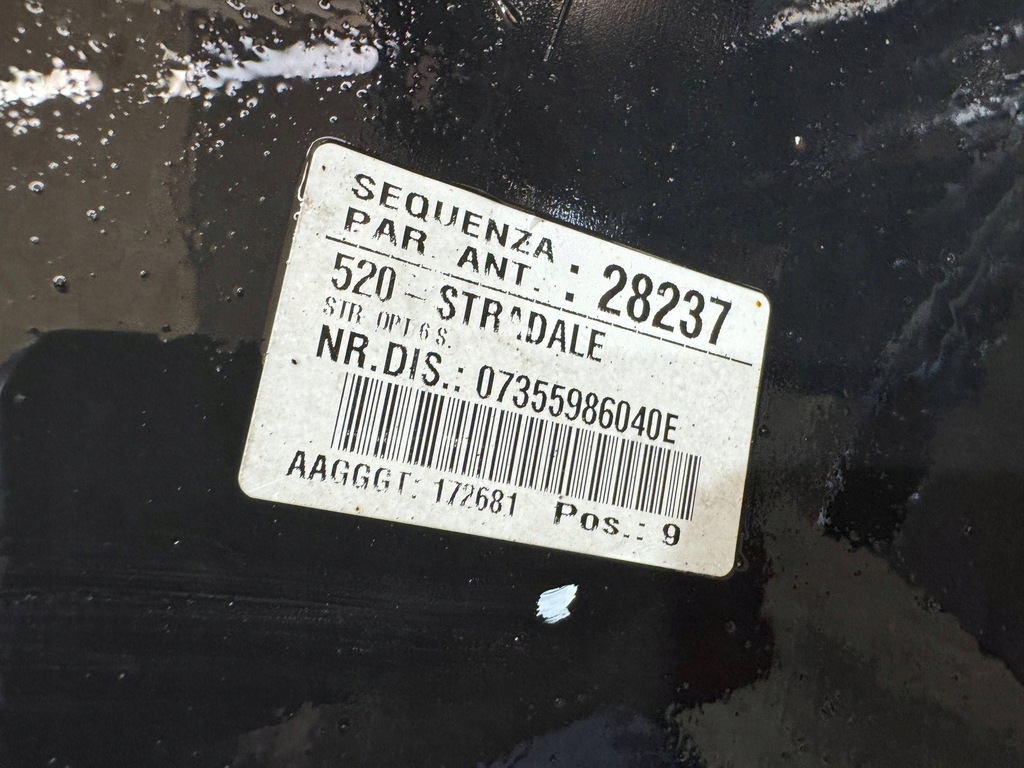 SEQUENZA
PAR ANT. : 28237
520 - STRADALE
STR OPT 6 S.
NR.DIS.: 07355986040E
AAGGGT: 172681 Pos.: 9